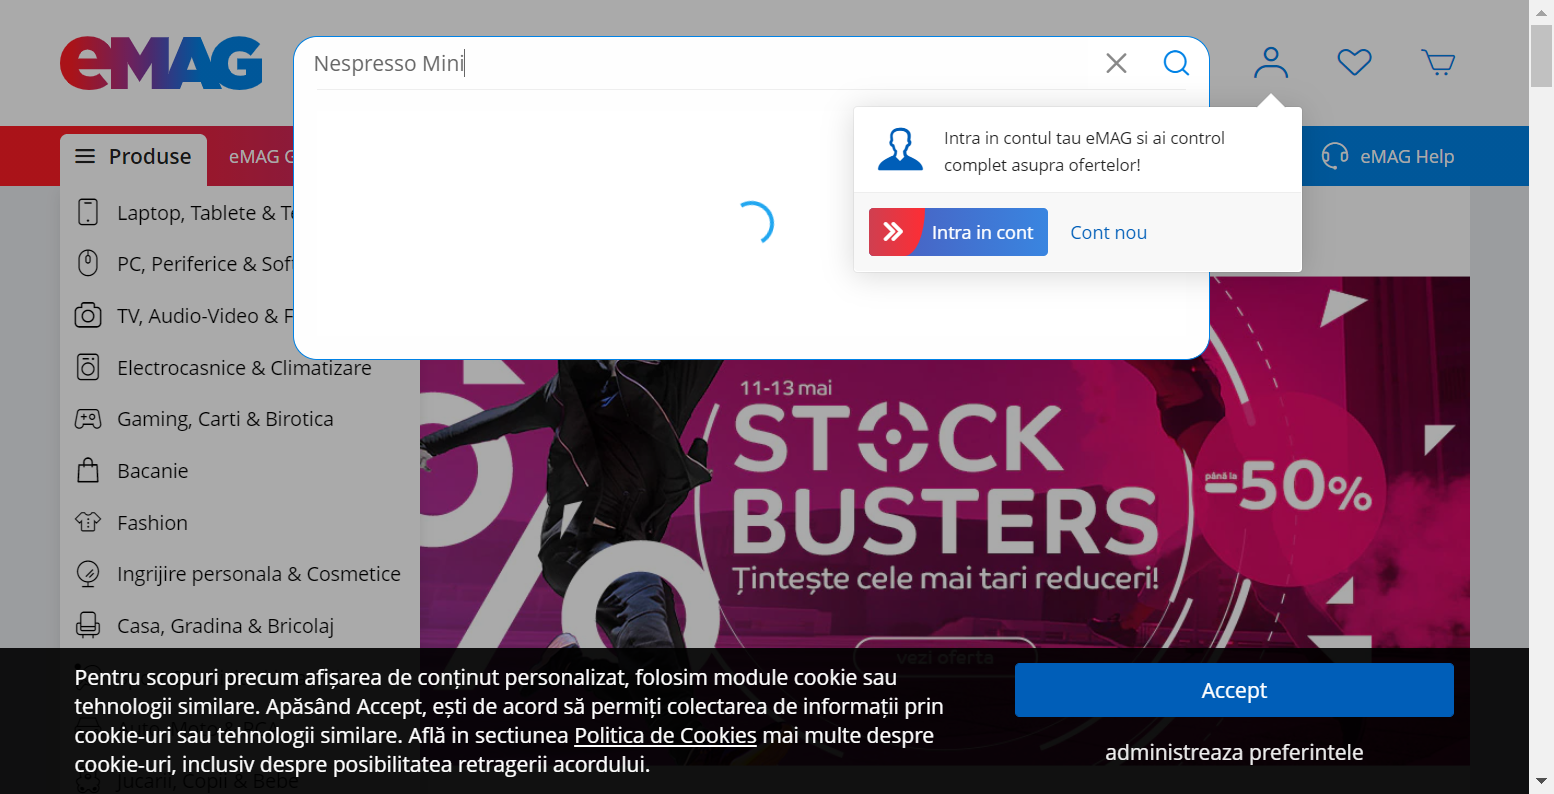 eMAG
Nespresso Mini
Intra in contul tau eMAG si ai control
complet asupra ofertelor!
Intra in cont
Cont nou
Produse
eMAG G
eMAG Help
Laptop, Tablete & Te
PC, Periferice & Soft
TV, Audio-Video & F
Electrocasnice & Climatizare
Gaming, Carti & Birotica
Bacanie
Fashion
Ingrijire personala & Cosmetice
Casa, Gradina & Bricolaj
11-13 mai
STOCK
BUSTERS
Țintește cele mai tari reduceri!
până la
-50%
vezi oferta
Pentru scopuri precum afișarea de conținut personalizat, folosim module cookie sau
tehnologii similare. Apăsând Accept, ești de acord să permiți colectarea de informații prin
cookie-uri sau tehnologii similare. Află in sectiunea Politica de Cookies mai multe despre
cookie-uri, inclusiv despre posibilitatea retragerii acordului.
Accept
administreaza preferintele
Jucarii, Copii & Bebe